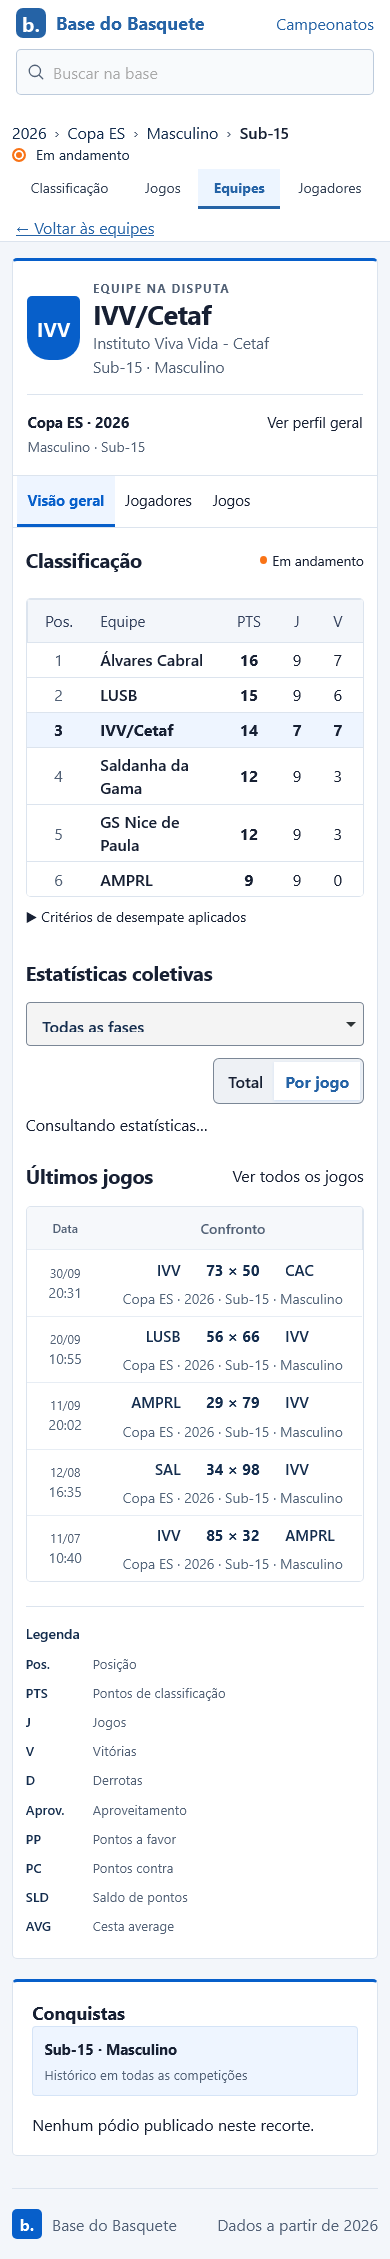 b. Base do Basquete Campeonatos
Buscar na base
2026 › Copa ES › Masculino › Sub-15
Em andamento
Classificação Jogos Equipes Jogadores
← Voltar às equipes
EQUIPE NA DISPUTA
IVV IVV/Cetaf
Instituto Viva Vida - Cetaf
Sub-15 · Masculino
Copa ES · 2026 Ver perfil geral
Masculino · Sub-15
Visão geral Jogadores Jogos
Classificação Em andamento
Pos. Equipe PTS J V
1 Álvares Cabral 16 9 7
2 LUSB 15 9 6
3 IVV/Cetaf 14 7 7
4 Saldanha da Gama 12 9 3
5 GS Nice de Paula 12 9 3
6 AMPRL 9 9 0
▶ Critérios de desempate aplicados
Estatísticas coletivas
Todas as fases
Total Por jogo
Consultando estatísticas...
Últimos jogos Ver todos os jogos
Data Confronto
30/09 20:31 IVV 73 × 50 CAC
Copa ES · 2026 · Sub-15 · Masculino
20/09 10:55 LUSB 56 × 66 IVV
Copa ES · 2026 · Sub-15 · Masculino
11/09 20:02 AMPRL 29 × 79 IVV
Copa ES · 2026 · Sub-15 · Masculino
12/08 16:35 SAL 34 × 98 IVV
Copa ES · 2026 · Sub-15 · Masculino
11/07 10:40 IVV 85 × 32 AMPRL
Copa ES · 2026 · Sub-15 · Masculino
Legenda
Pos. Posição
PTS Pontos de classificação
J Jogos
V Vitórias
D Derrotas
Aprov. Aproveitamento
PP Pontos a favor
PC Pontos contra
SLD Saldo de pontos
AVG Cesta average
Conquistas
Sub-15 · Masculino
Histórico em todas as competições
Nenhum pódio publicado neste recorte.
b. Base do Basquete Dados a partir de 2026